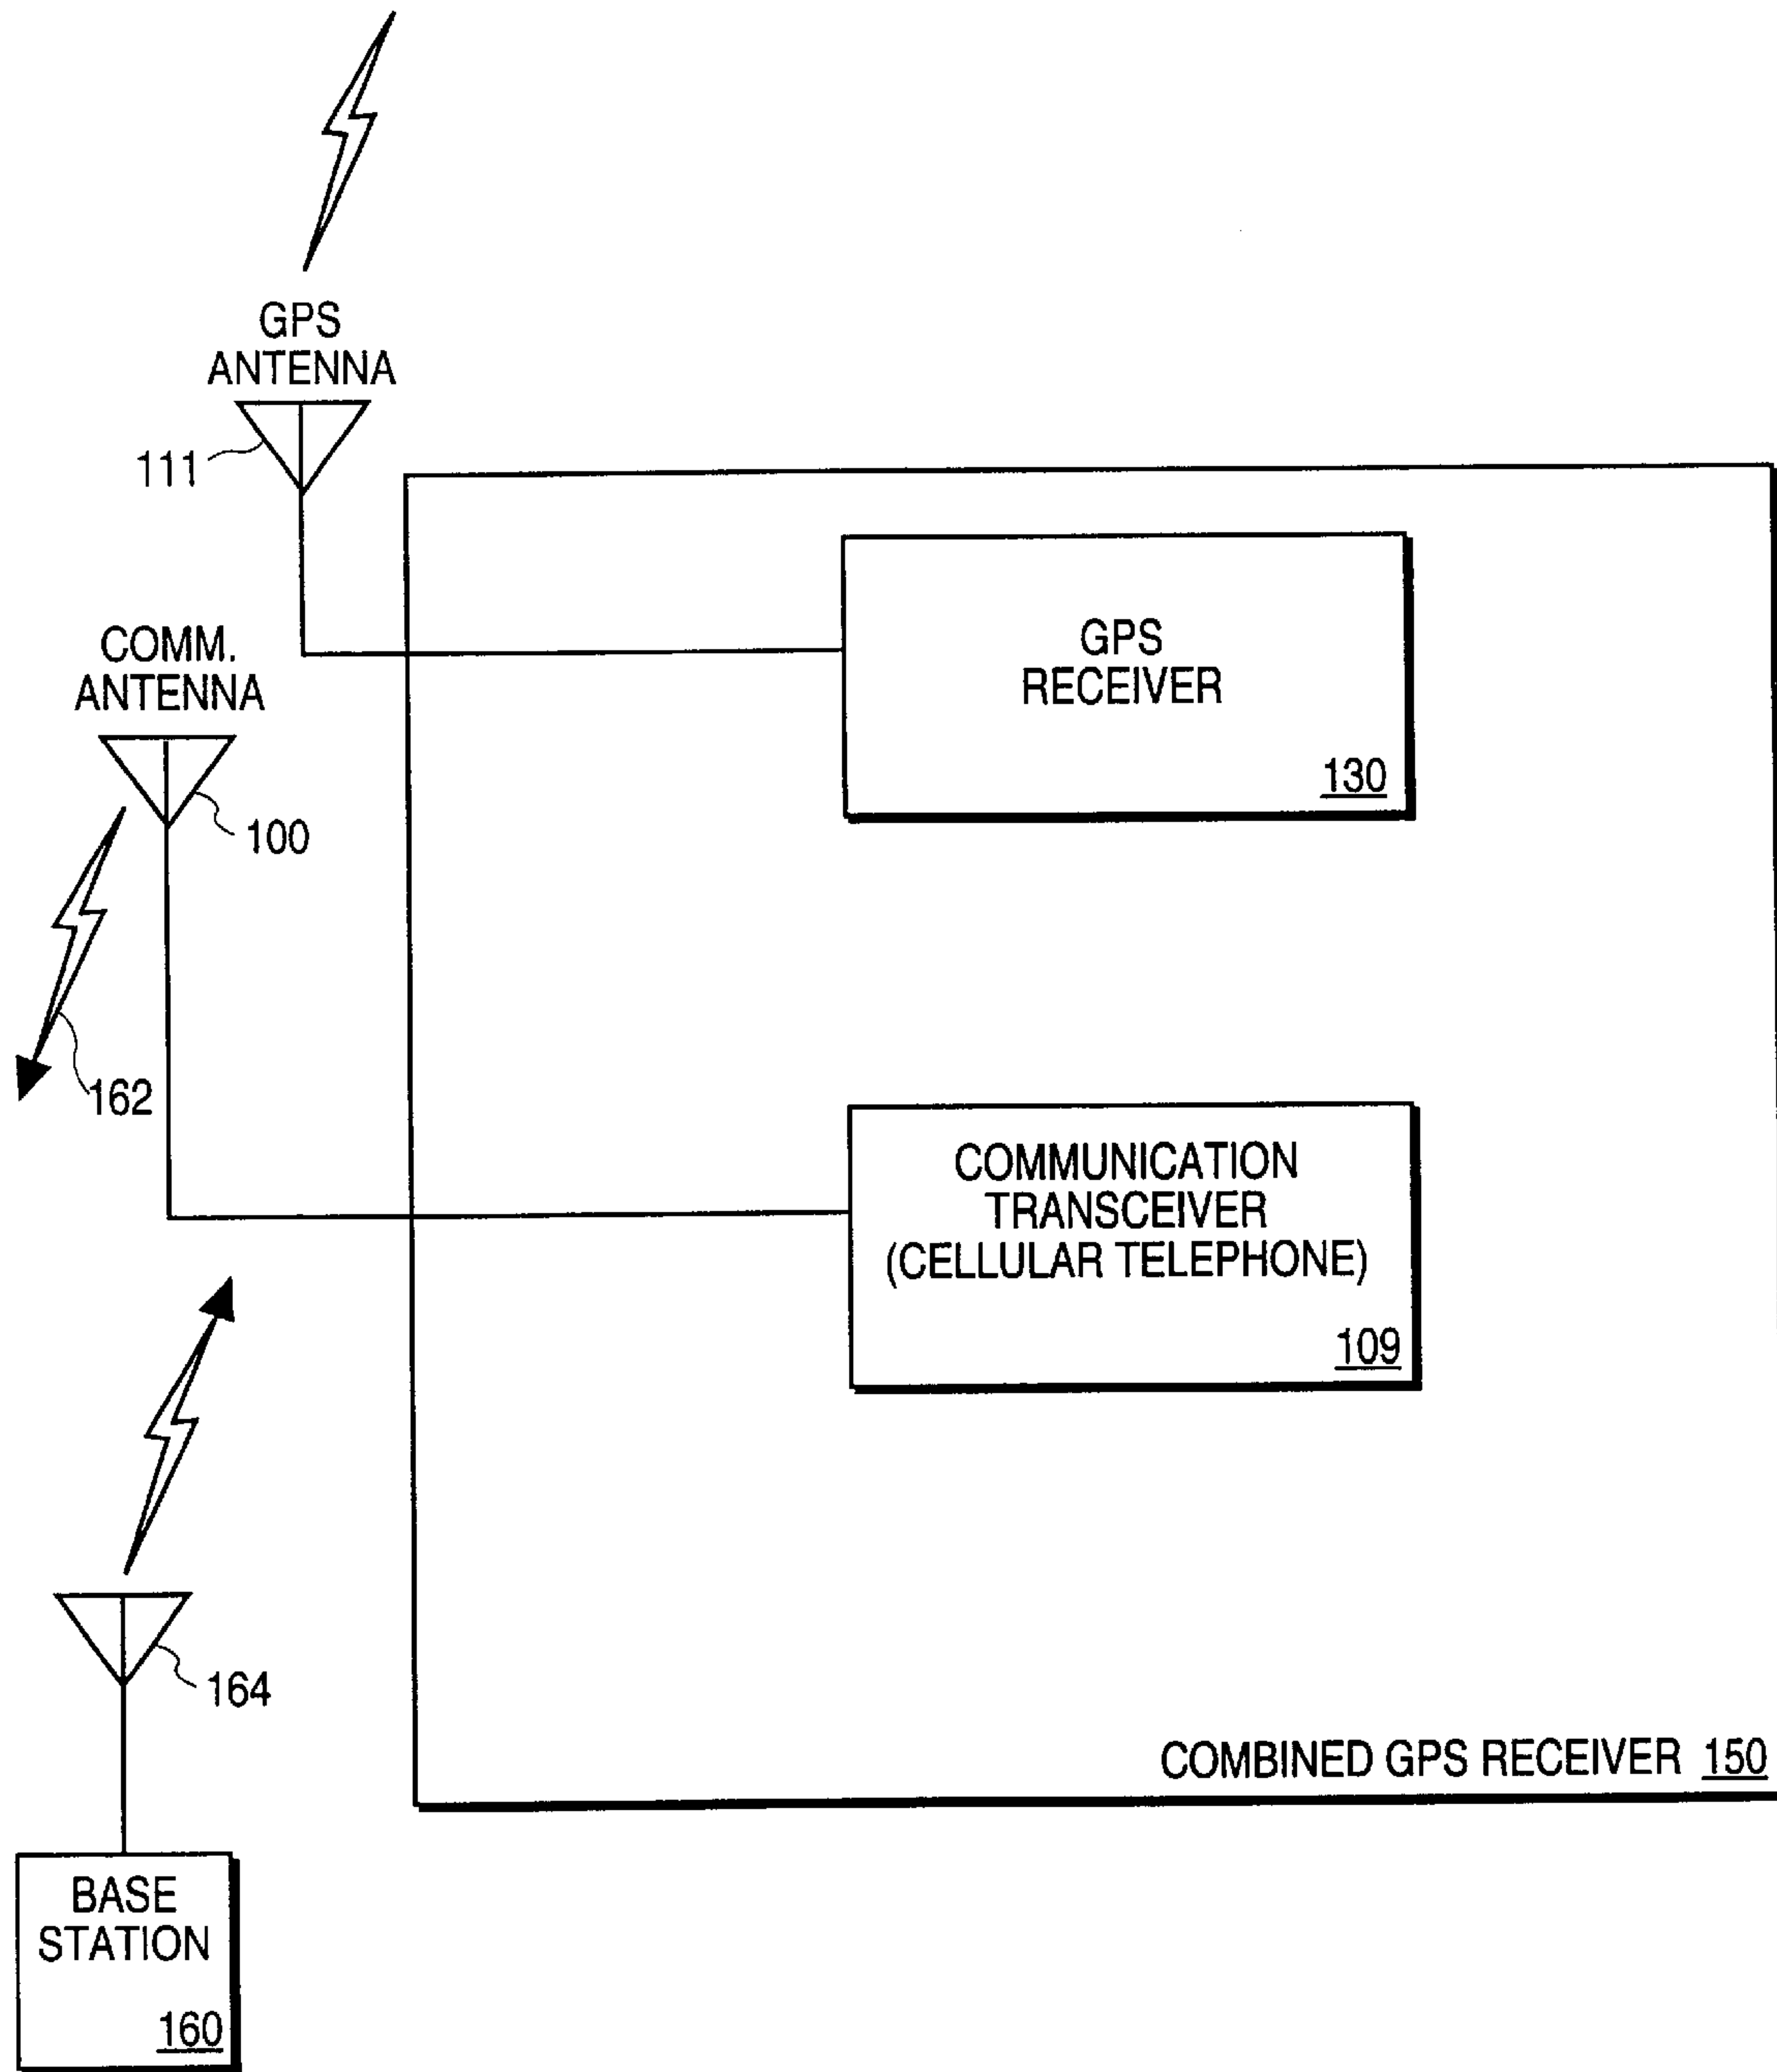 GPS
ANTENNA
111
COMM.
ANTENNA
100
162
GPS
RECEIVER
130
COMMUNICATION
TRANSCEIVER
(CELLULAR TELEPHONE)
109
164
COMBINED GPS RECEIVER 150
BASE
STATION
160